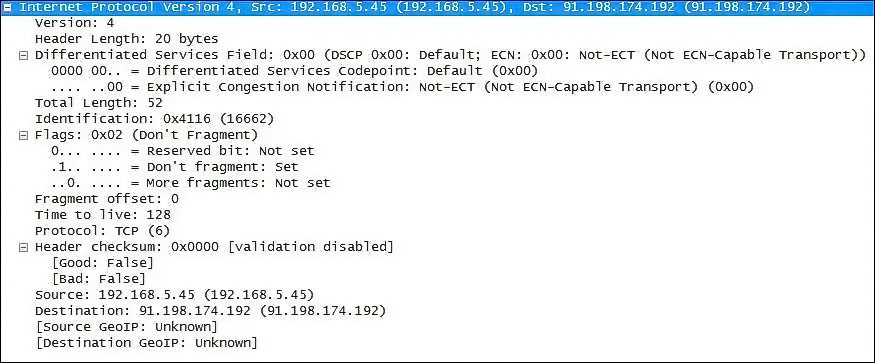 Internet Protocol Version 4, Src: 192.168.5.45 (192.168.5.45), Dst: 91.198.174.192 (91.198.174.192)
Version: 4
Header Length: 20 bytes
Differentiated Services Field: 0x00 (DSCP 0x00: Default; ECN: 0x00: Not-ECT (Not ECN-Capable Transport))
0000 00.. = Differentiated Services Codepoint: Default (0x00)
.... ..00 = Explicit Congestion Notification: Not-ECT (Not ECN-Capable Transport) (0x00)
Total Length: 52
Identification: 0x4116 (16662)
Flags: 0x02 (Don't Fragment)
0... .... = Reserved bit: Not set
.1.. .... = Don't fragment: Set
..0. .... = More fragments: Not set
Fragment offset: 0
Time to live: 128
Protocol: TCP (6)
Header checksum: 0x0000 [validation disabled]
[Good: False]
[Bad: False]
Source: 192.168.5.45 (192.168.5.45)
Destination: 91.198.174.192 (91.198.174.192)
[Source GeoIP: Unknown]
[Destination GeoIP: Unknown]